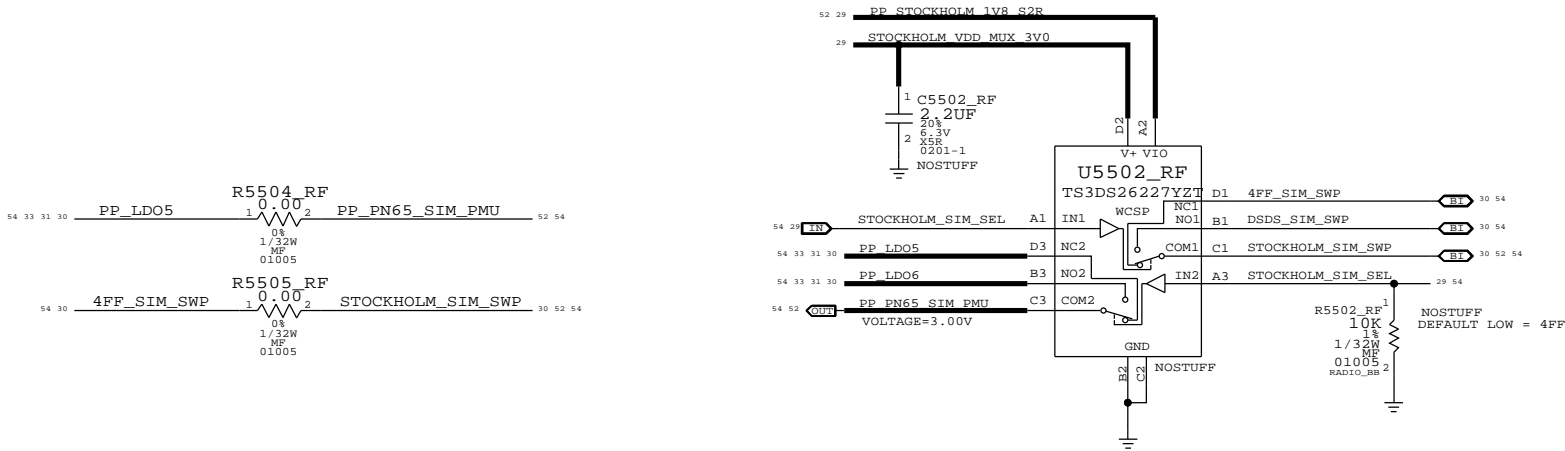 52 29 PP_STOCKHOLM_1V8_S2R
29 STOCKHOLM_VDD_MUX_3V0
1 C5502_RF
2.2UF
20%
6.3V
2 X5R
0201-1
NOSTUFF
D2 A2
V+ VIO
U5502_RF
TS3DS26227YZT
WCSP
D1 4FF_SIM_SWP BI 30 54
NC1
54 29 IN STOCKHOLM_SIM_SEL A1 IN1
NO1 B1 DSDS_SIM_SWP BI 30 54
54 33 31 30 PP_LDO5 D3 NC2
COM1 C1 STOCKHOLM_SIM_SWP BI 30 52 54
54 33 31 30 PP_LDO6 B3 NO2
IN2 A3 STOCKHOLM_SIM_SEL 29 54
54 52 OUT PP_PN65_SIM_PMU C3 COM2
VOLTAGE=3.00V
GND
B2 C2
NOSTUFF
R5502_RF 1
10K
1%
1/32W
MF
01005
RADIO_BB 2
NOSTUFF
DEFAULT LOW = 4FF
R5504_RF
0.00
54 33 31 30 PP_LDO5 1 2 PP_PN65_SIM_PMU 52 54
0%
1/32W
MF
01005
R5505_RF
0.00
54 30 4FF_SIM_SWP 1 2 STOCKHOLM_SIM_SWP 30 52 54
0%
1/32W
MF
01005